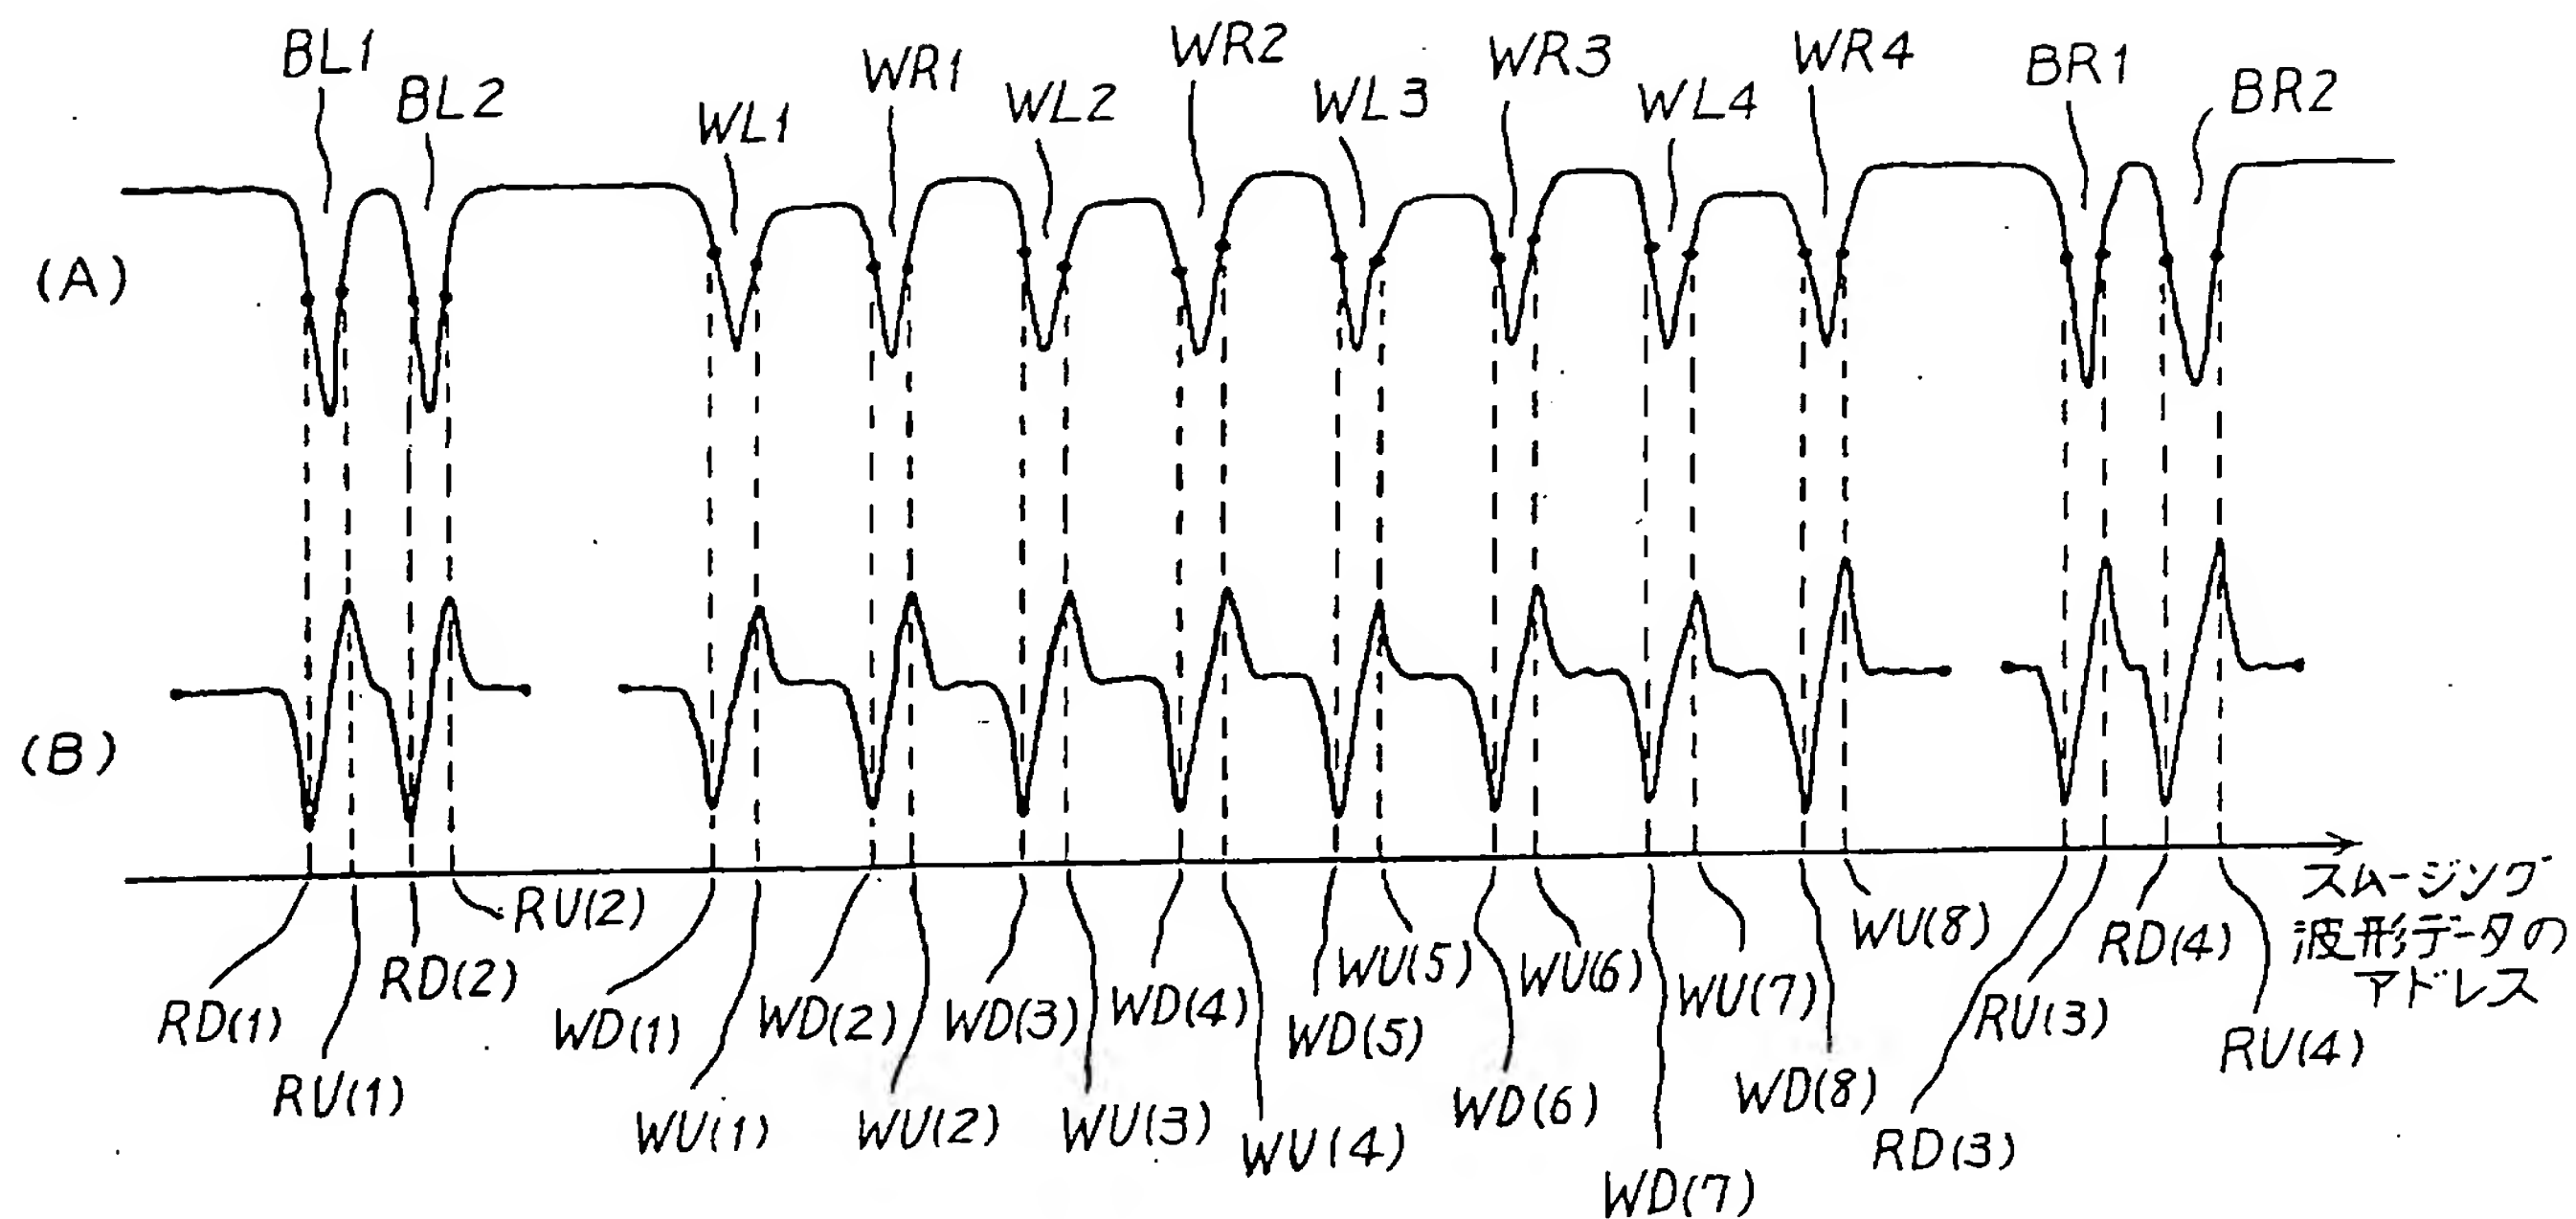 BL1
BL2
WL1
WR1
WL2
WR2
WL3
WR3
WL4
WR4
BR1
BR2
(A)
(B)
RD(1)
RU(1)
RD(2)
RU(2)
WD(1)
WU(1)
WD(2)
WU(2)
WD(3)
WU(3)
WD(4)
WU(4)
WD(5)
WU(5)
WD(6)
WU(6)
WD(7)
WU(7)
WD(8)
WU(8)
RD(3)
RU(3)
RD(4)
RU(4)
スムージング
波形データの
アドレス